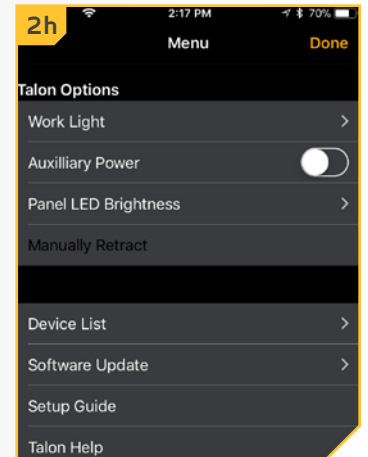 2h
2:17 PM 70%
Menu Done
Talon Options
Work Light
Auxilliary Power
Panel LED Brightness
Manually Retract
Device List
Software Update
Setup Guide
Talon Help